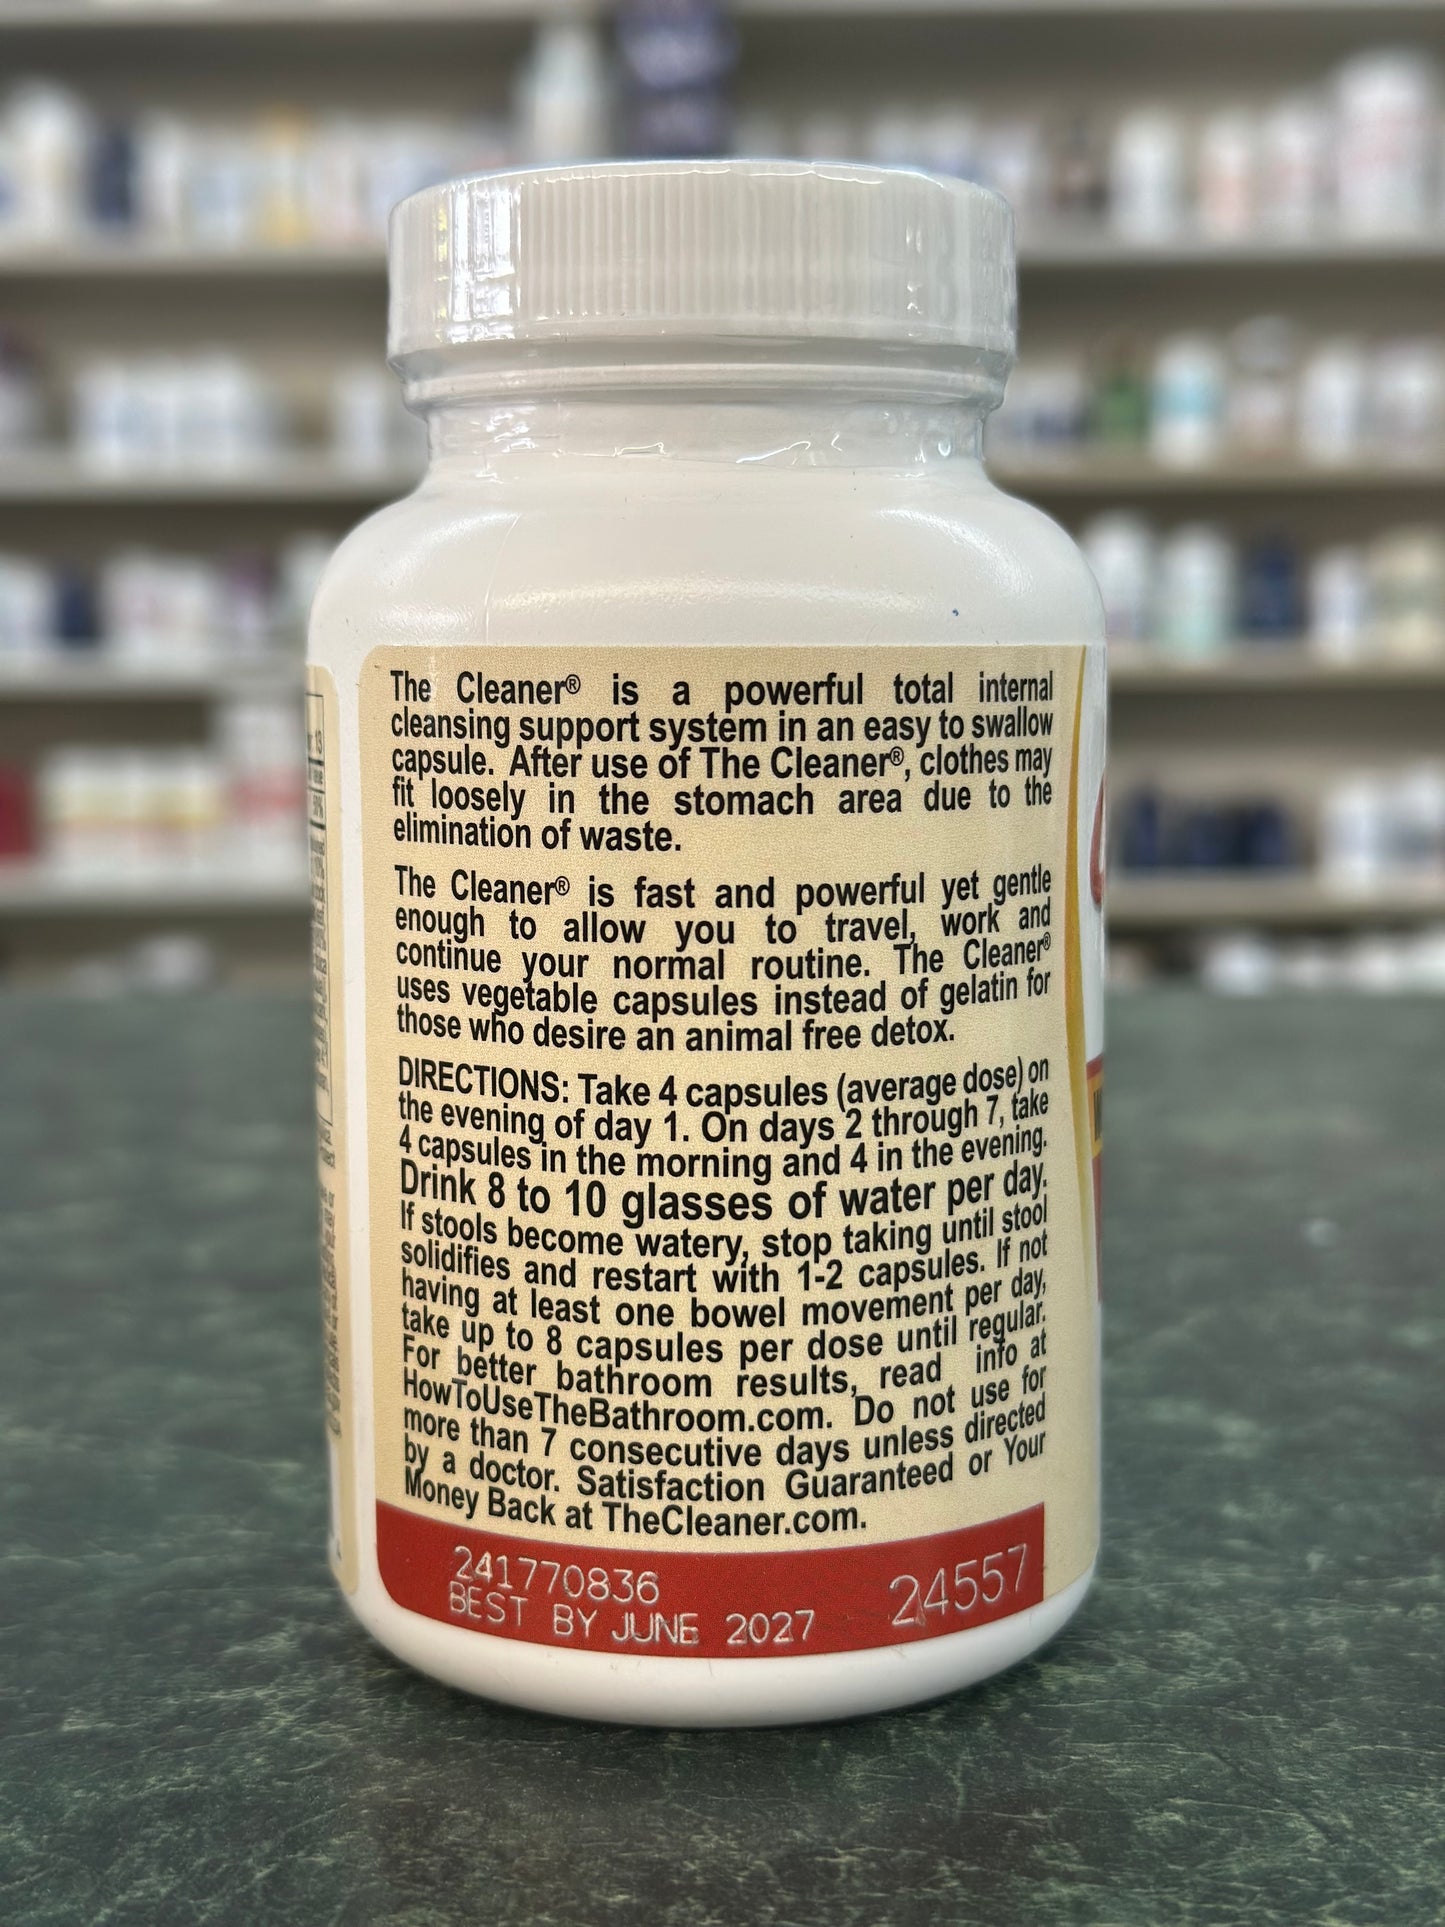 The Cleaner® is a powerful total internal
cleansing support system in an easy to swallow
capsule. After use of The Cleaner®, clothes may
fit loosely in the stomach area due to the
elimination of waste.
The Cleaner® is fast and powerful yet gentle
enough to allow you to travel, work and
continue your normal routine. The Cleaner®
uses vegetable capsules instead of gelatin for
those who desire an animal free detox.
DIRECTIONS: Take 4 capsules (average dose) on
the evening of day 1. On days 2 through 7, take
4 capsules in the morning and 4 in the evening.
Drink 8 to 10 glasses of water per day.
If stools become watery, stop taking until stool
solidifies and restart with 1-2 capsules. If not
having at least one bowel movement per day,
take up to 8 capsules per dose until regular.
For better bathroom results, read info at
HowToUseTheBathroom.com. Do not use for
more than 7 consecutive days unless directed
by a doctor. Satisfaction Guaranteed or Your
Money Back at TheCleaner.com.
241770836
BEST BY JUNE 2027
24557